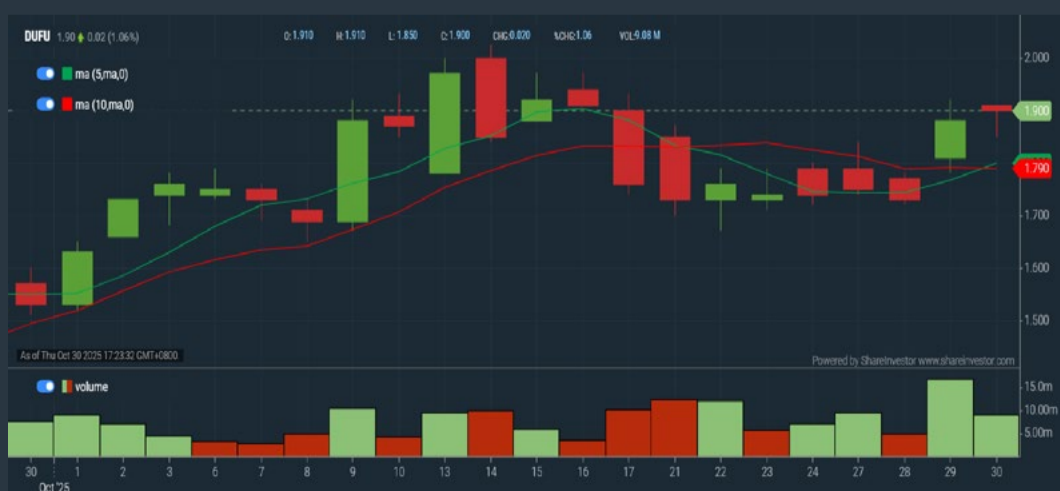 DUFU 1.90 0.02 (1.06%) O:1.910 H:1.910 L:1.850 C:1.900 CHG:0.020 %CHG:1.06 VOL:9.08 M
ma (5,ma,0)
ma (10,ma,0)
2.000
1.900
1.790
1.700
1.600
1.500
As of Thu Oct 30 2025 17:23:32 GMT+0800
Powered by ShareInvestor www.shareinvestor.com
volume
15.0m
10.00m
5.00m
30 1 2 3 6 7 8 9 10 13 14 15 16 17 21 22 23 24 27 28 29 30
Oct '25